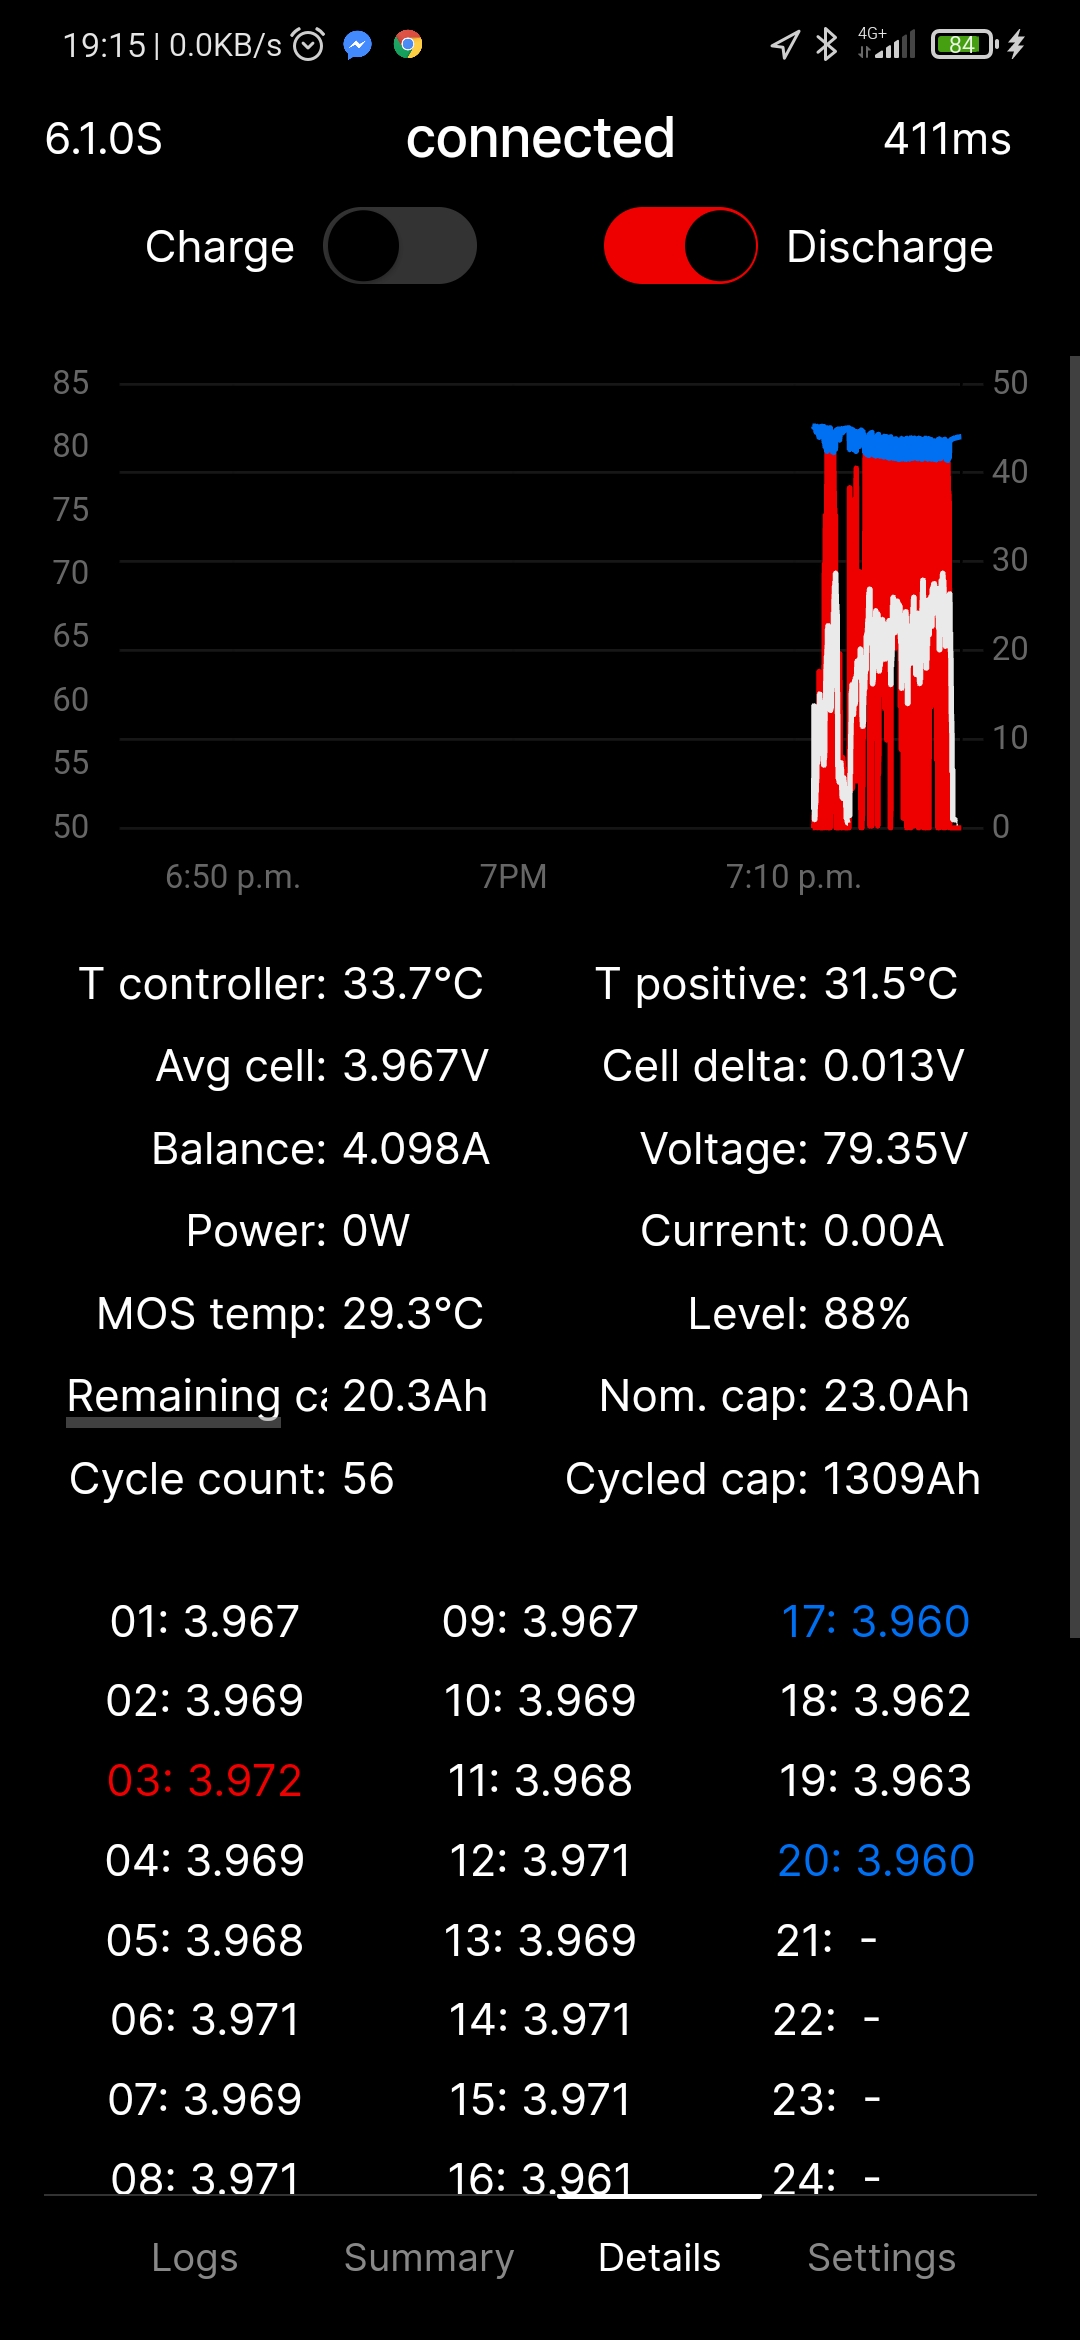 19:15 | 0.0KB/s 4G+ 84
6.1.0S connected 411ms
Charge Discharge
85 50
80
40
75
70 30
65
20
60
10
55
50 0
6:50 p.m. 7PM 7:10 p.m.
T controller: 33.7°C T positive: 31.5°C
Avg cell: 3.967V Cell delta: 0.013V
Balance: 4.098A Voltage: 79.35V
Power: 0W Current: 0.00A
MOS temp: 29.3°C Level: 88%
Remaining ca 20.3Ah Nom. cap: 23.0Ah
Cycle count: 56 Cycled cap: 1309Ah
01: 3.967 09: 3.967 17: 3.960
02: 3.969 10: 3.969 18: 3.962
03: 3.972 11: 3.968 19: 3.963
04: 3.969 12: 3.971 20: 3.960
05: 3.968 13: 3.969 21: -
06: 3.971 14: 3.971 22: -
07: 3.969 15: 3.971 23: -
08: 3.971 16: 3.961 24: -
Logs Summary Details Settings